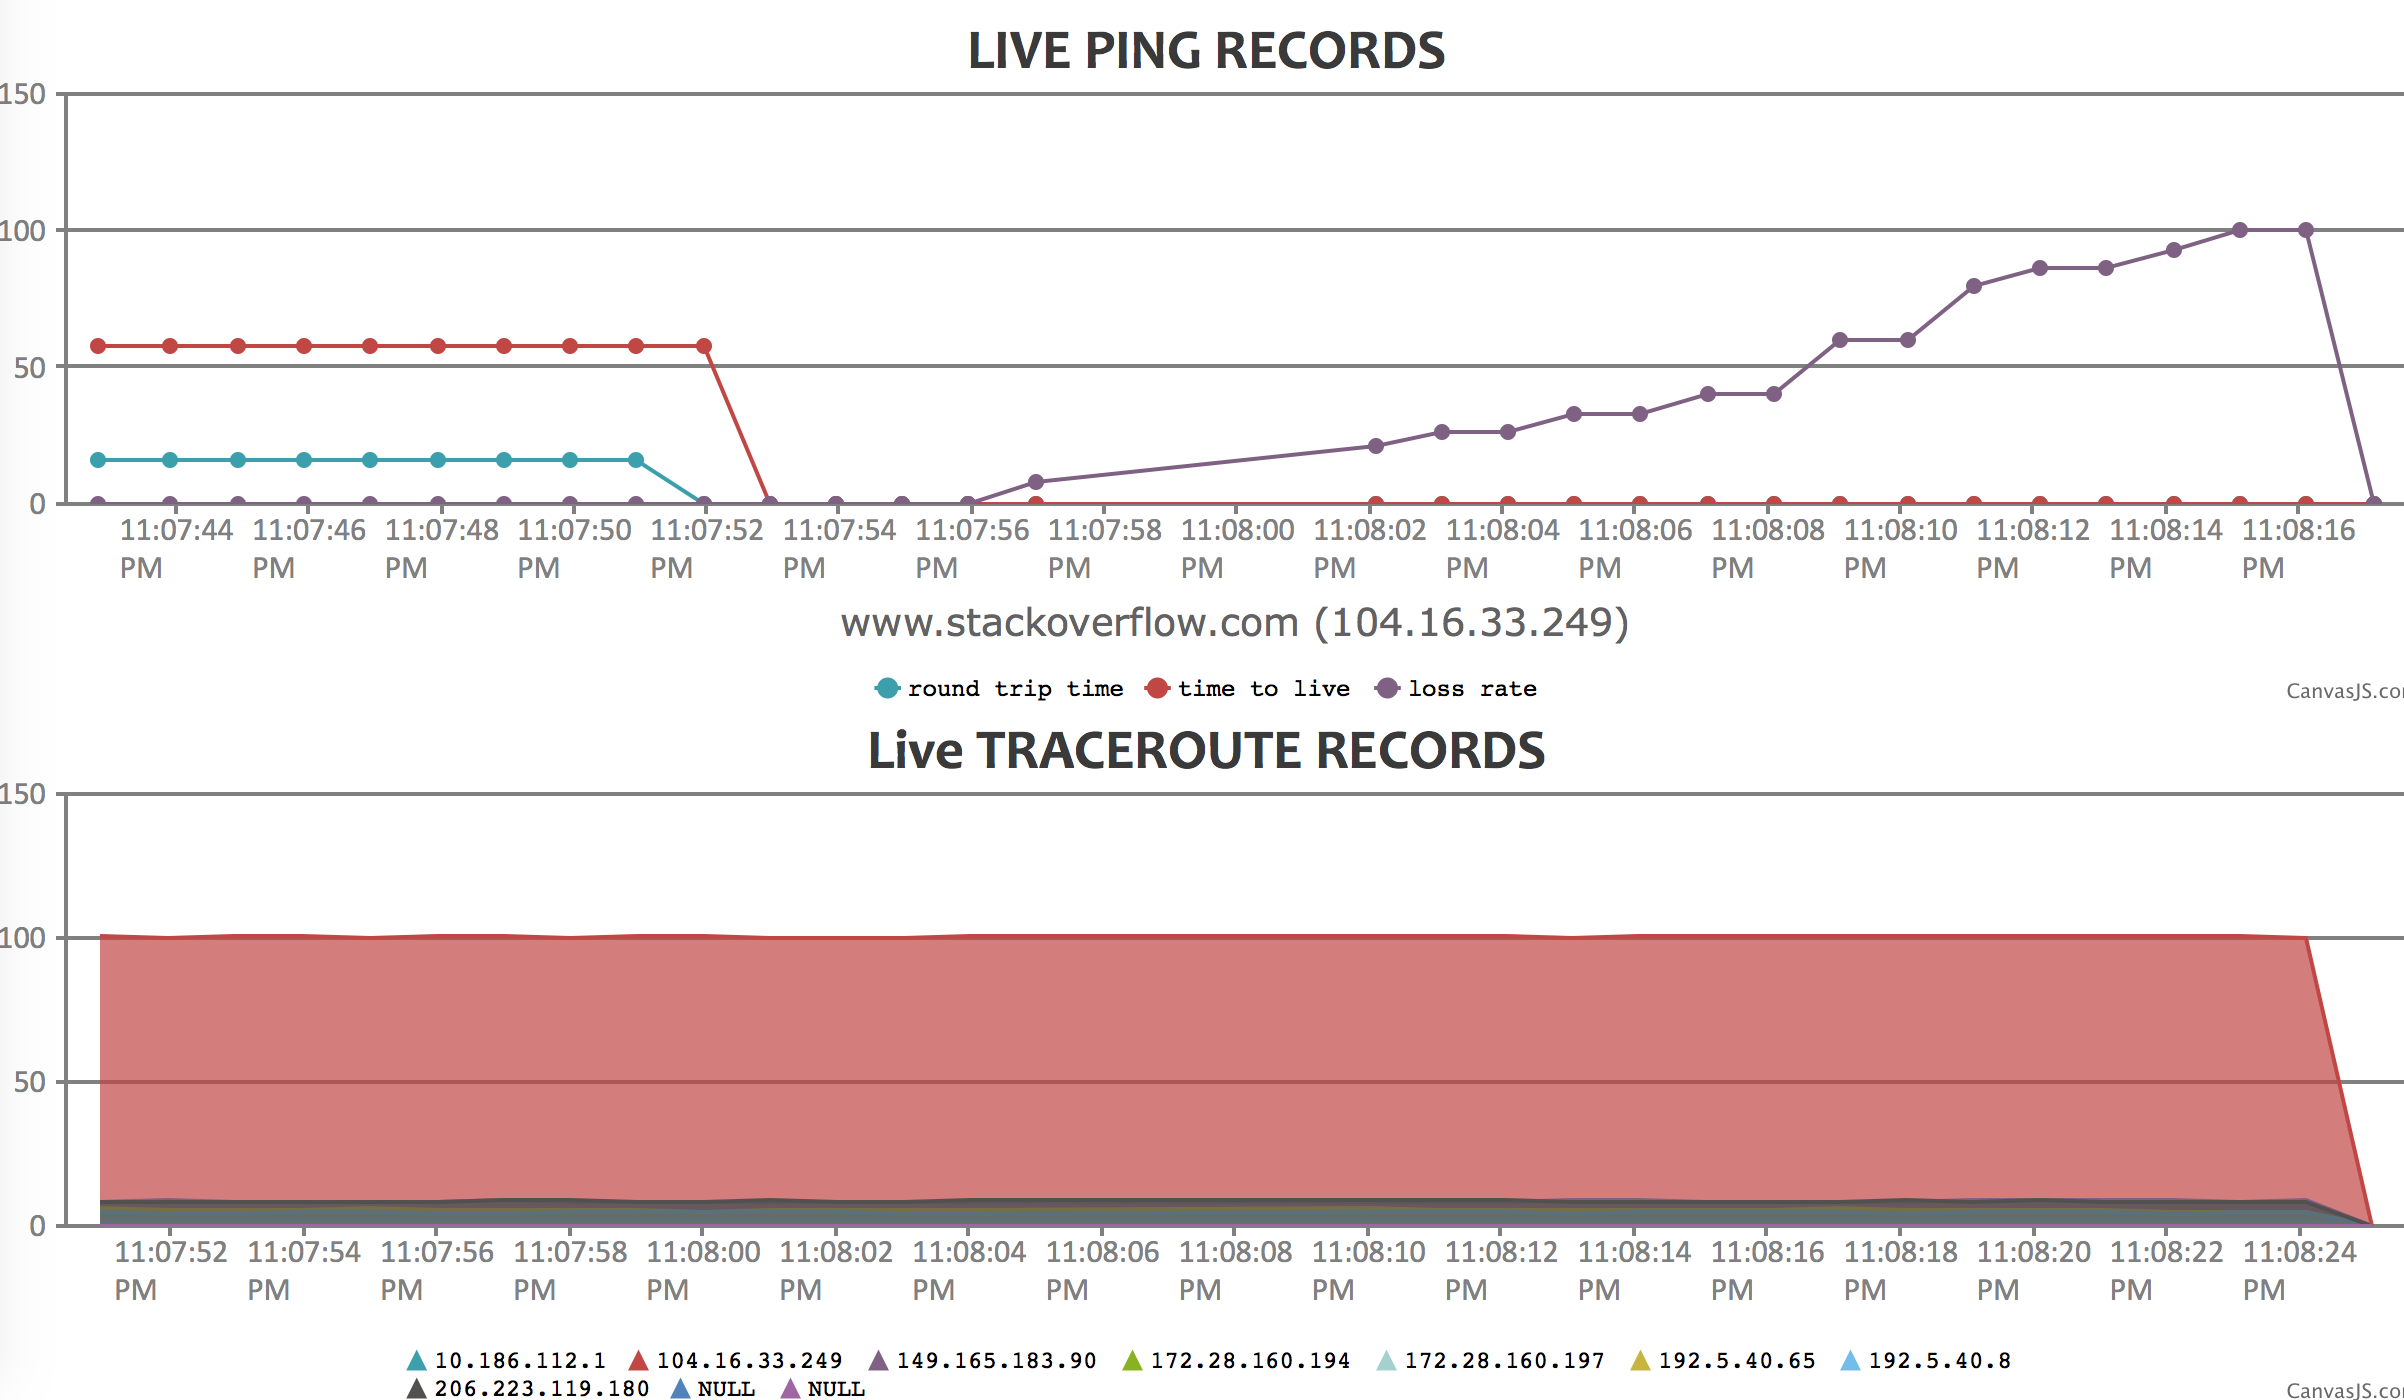 LIVE PING RECORDS
150
100
50
0
11:07:44 PM 11:07:46 PM 11:07:48 PM 11:07:50 PM 11:07:52 PM 11:07:54 PM 11:07:56 PM 11:07:58 PM 11:08:00 PM 11:08:02 PM 11:08:04 PM 11:08:06 PM 11:08:08 PM 11:08:10 PM 11:08:12 PM 11:08:14 PM 11:08:16 PM
www.stackoverflow.com (104.16.33.249)
round trip time time to live loss rate
CanvasJS.co
Live TRACEROUTE RECORDS
150
100
50
0
11:07:52 PM 11:07:54 PM 11:07:56 PM 11:07:58 PM 11:08:00 PM 11:08:02 PM 11:08:04 PM 11:08:06 PM 11:08:08 PM 11:08:10 PM 11:08:12 PM 11:08:14 PM 11:08:16 PM 11:08:18 PM 11:08:20 PM 11:08:22 PM 11:08:24 PM
10.186.112.1 104.16.33.249 149.165.183.90 172.28.160.194 172.28.160.197 192.5.40.65 192.5.40.8
206.223.119.180 NULL NULL
CanvasJS.co